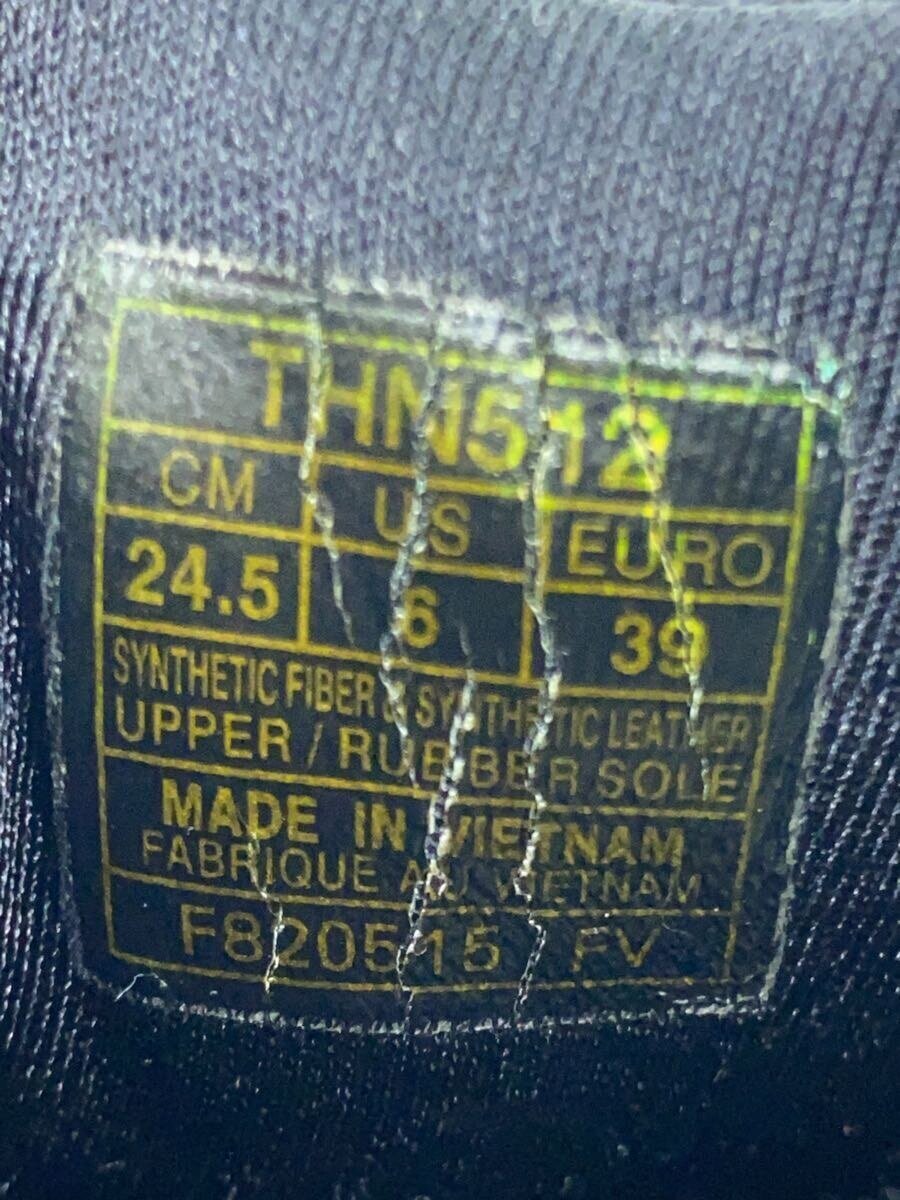 THN512
CM US EURO
24.5 6 39
SYNTHETIC FIBER & SYNTHETIC LEATHER
UPPER / RUBBER SOLE
MADE IN VIETNAM
FABRIQUE AU VIETNAM
F820515 FV